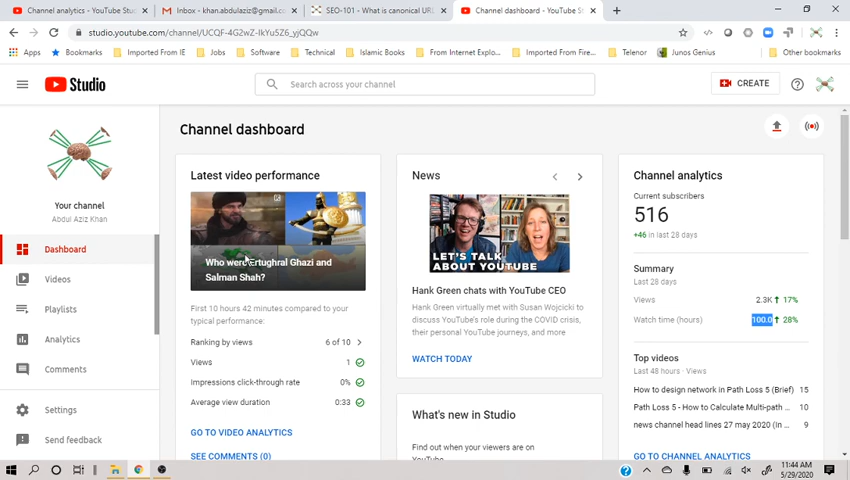 Channel analytics - YouTube Stu
Inbox - khan.abdulaziz@gmail.c
SEO-101 - What is canonical UR
Channel dashboard - YouTube S
studio.youtube.com/channel/UCQF-4G2wZ-IkYu5Z6_yjQQw
Apps
Bookmarks
Imported From IE
Jobs
Software
Technical
Islamic Books
From Internet Explo...
Imported From Fire...
Telenor
Junos Genius
Other bookmarks
Studio
Search across your channel
CREATE
Your channel
Abdul Aziz Khan
Dashboard
Videos
Playlists
Analytics
Comments
Settings
Send feedback
Channel dashboard
Latest video performance
Who were Ertughral Ghazi and
Salman Shah?
First 10 hours 42 minutes compared to your
typical performance:
Ranking by views 6 of 10
Views 1
Impressions click-through rate 0%
Average view duration 0:33
GO TO VIDEO ANALYTICS
SEE COMMENTS (0)
News
LET'S TALK
ABOUT YOUTUBE
Hank Green chats with YouTube CEO
Hank Green virtually met with Susan Wojcicki to
discuss YouTube's role during the COVID crisis,
their personal YouTube journeys, and more
WATCH TODAY
What's new in Studio
Find out when your viewers are on
YouTube
Channel analytics
Current subscribers
516
+46 in last 28 days
Summary
Last 28 days
Views 2.3K 17%
Watch time (hours) 100.0 28%
Top videos
Last 48 hours · Views
How to design network in Path Loss 5 (Brief) 15
Path Loss 5 - How to Calculate Multi-path ... 10
news channel head lines 27 may 2020 (In ... 9
GO TO CHANNEL ANALYTICS
11:44 AM
5/29/2020